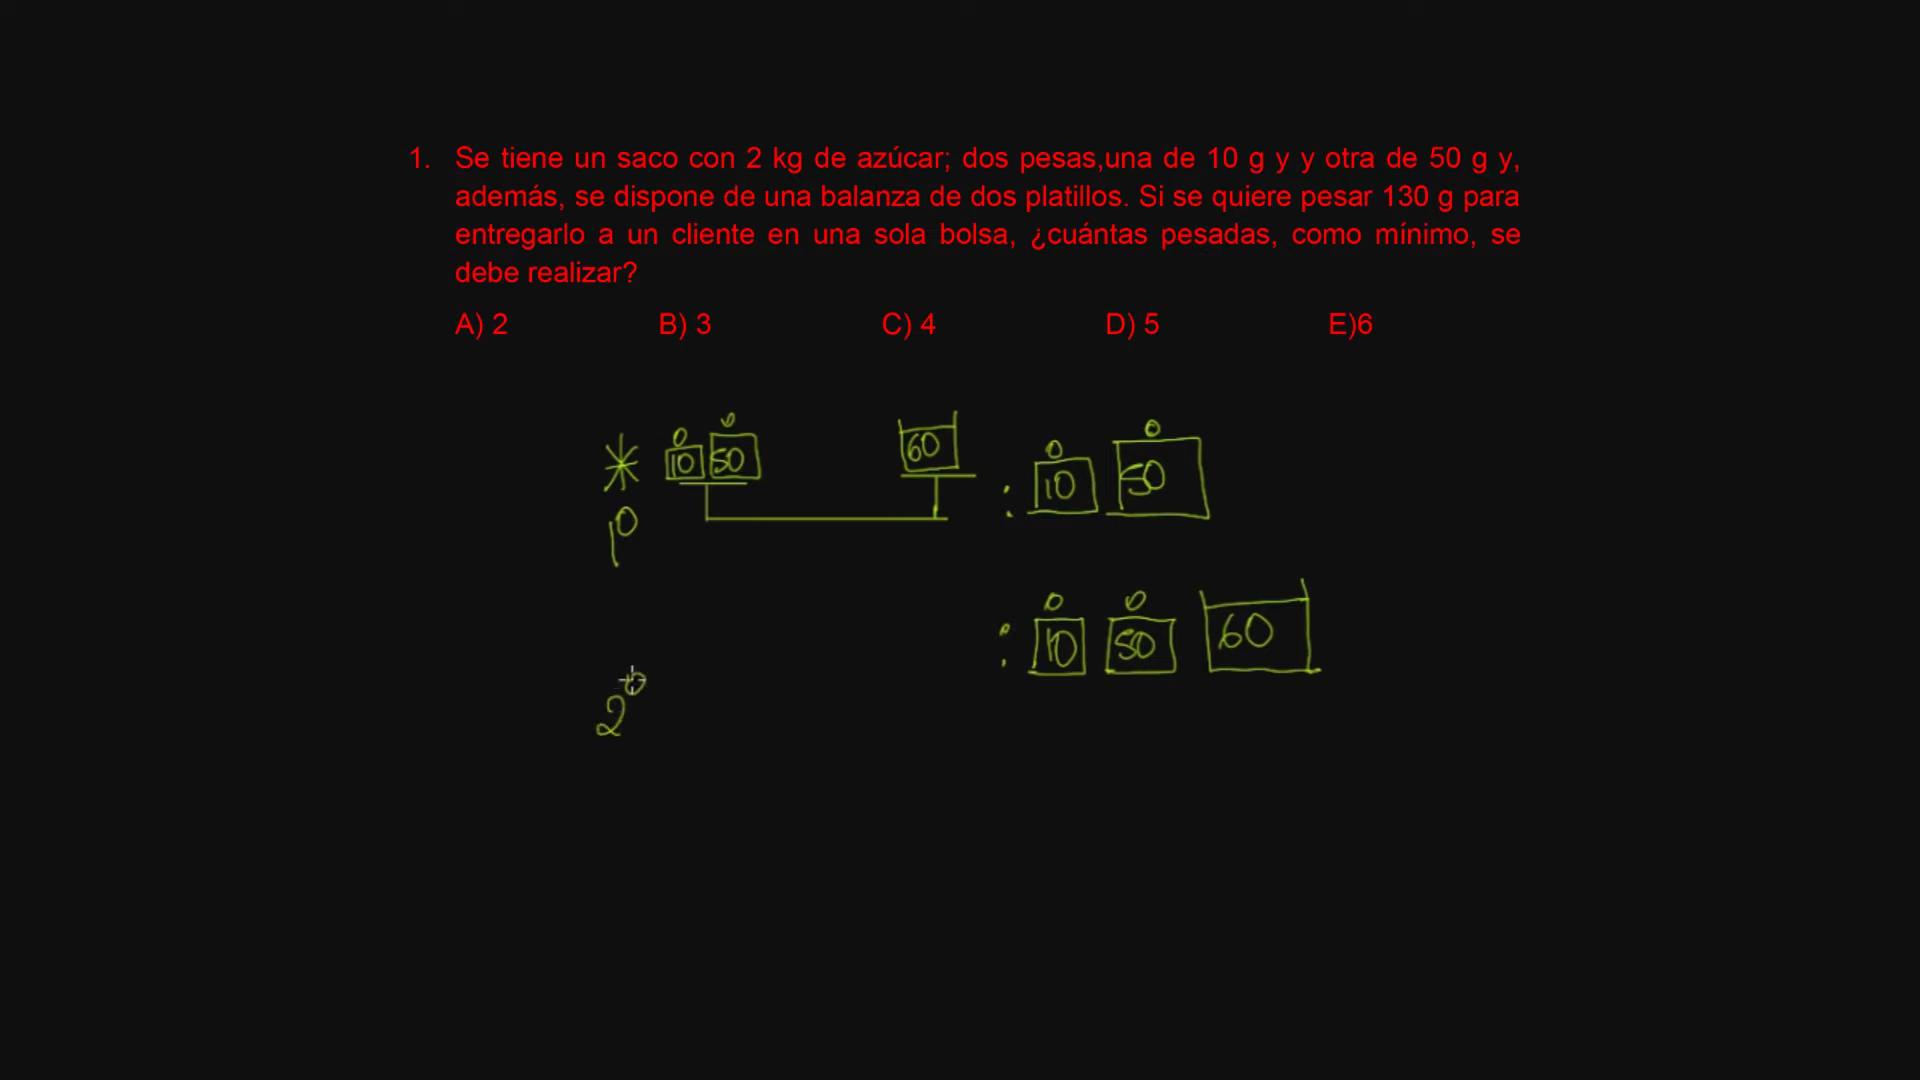 1. Se tiene un saco con 2 kg de azúcar; dos pesas,una de 10 g y y otra de 50 g y,
además, se dispone de una balanza de dos platillos. Si se quiere pesar 130 g para
entregarlo a un cliente en una sola bolsa, ¿cuántas pesadas, como mínimo, se
debe realizar?
A) 2 B) 3 C) 4 D) 5 E)6
* 10 50 60 : 10 50
1°
: 10 50 60
2°